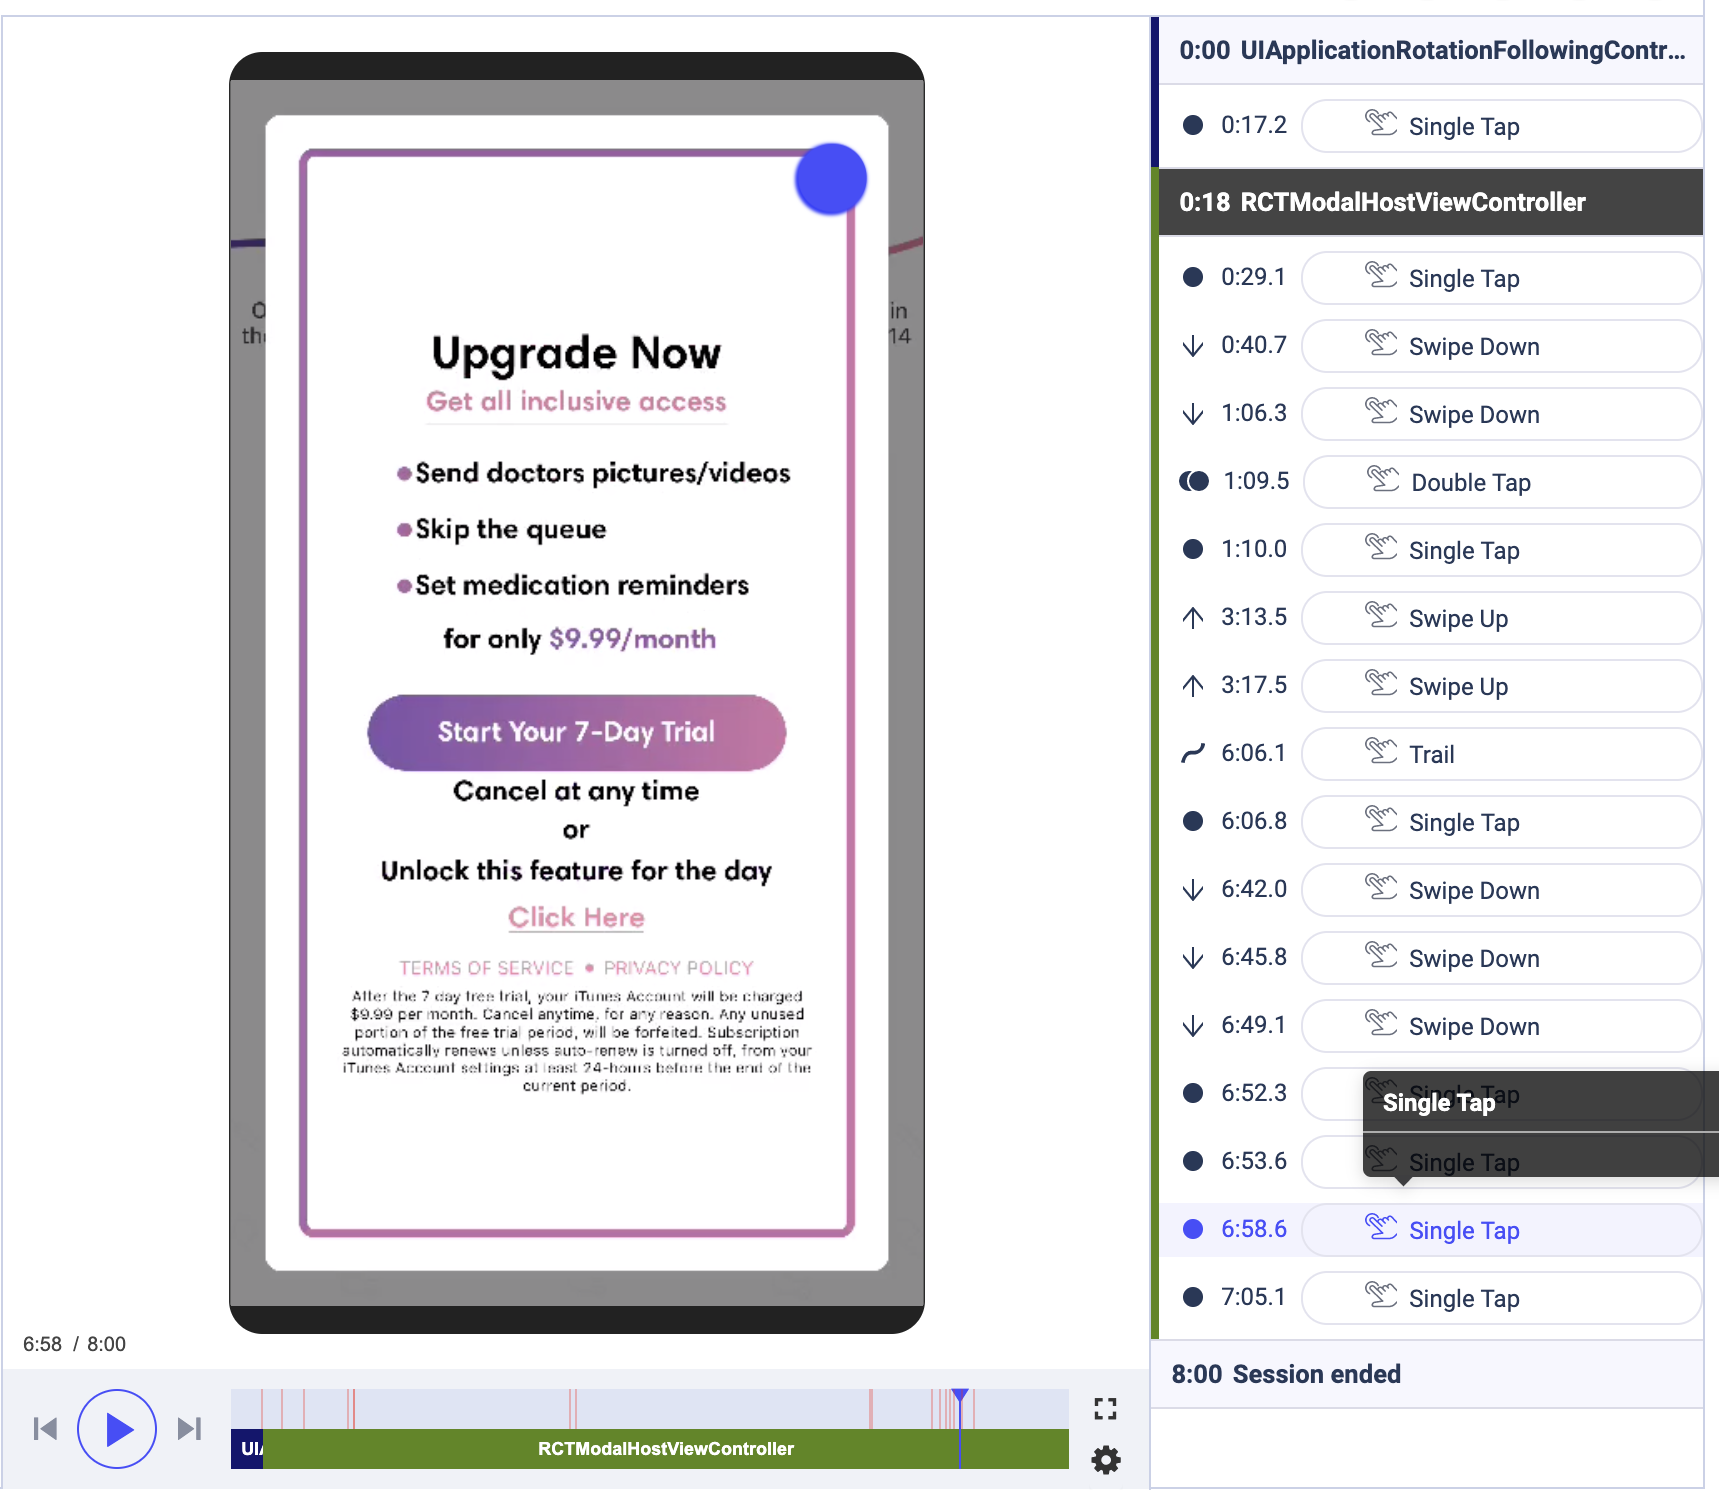 O
the
in
14
Upgrade Now
Get all inclusive access
Send doctors pictures/videos
Skip the queue
Set medication reminders
for only $9.99/month
Start Your 7-Day Trial
Cancel at any time
or
Unlock this feature for the day
Click Here
TERMS OF SERVICE • PRIVACY POLICY
After the 7 day free trial, your iTunes Account will be charged
$9.99 per month. Cancel anytime, for any reason. Any unused
portion of the free trial period, will be forfeited. Subscription
automatically renews unless auto-renew is turned off, from your
iTunes Account settings at least 24-hours before the end of the
current period.
6:58 / 8:00
UIA
RCTModalHostViewController
0:00 UIApplicationRotationFollowingContr...
0:17.2 Single Tap
0:18 RCTModalHostViewController
0:29.1 Single Tap
0:40.7 Swipe Down
1:06.3 Swipe Down
1:09.5 Double Tap
1:10.0 Single Tap
3:13.5 Swipe Up
3:17.5 Swipe Up
6:06.1 Trail
6:06.8 Single Tap
6:42.0 Swipe Down
6:45.8 Swipe Down
6:49.1 Swipe Down
6:52.3 Single Tap
Single Tap
6:53.6 Single Tap
6:58.6 Single Tap
7:05.1 Single Tap
8:00 Session ended